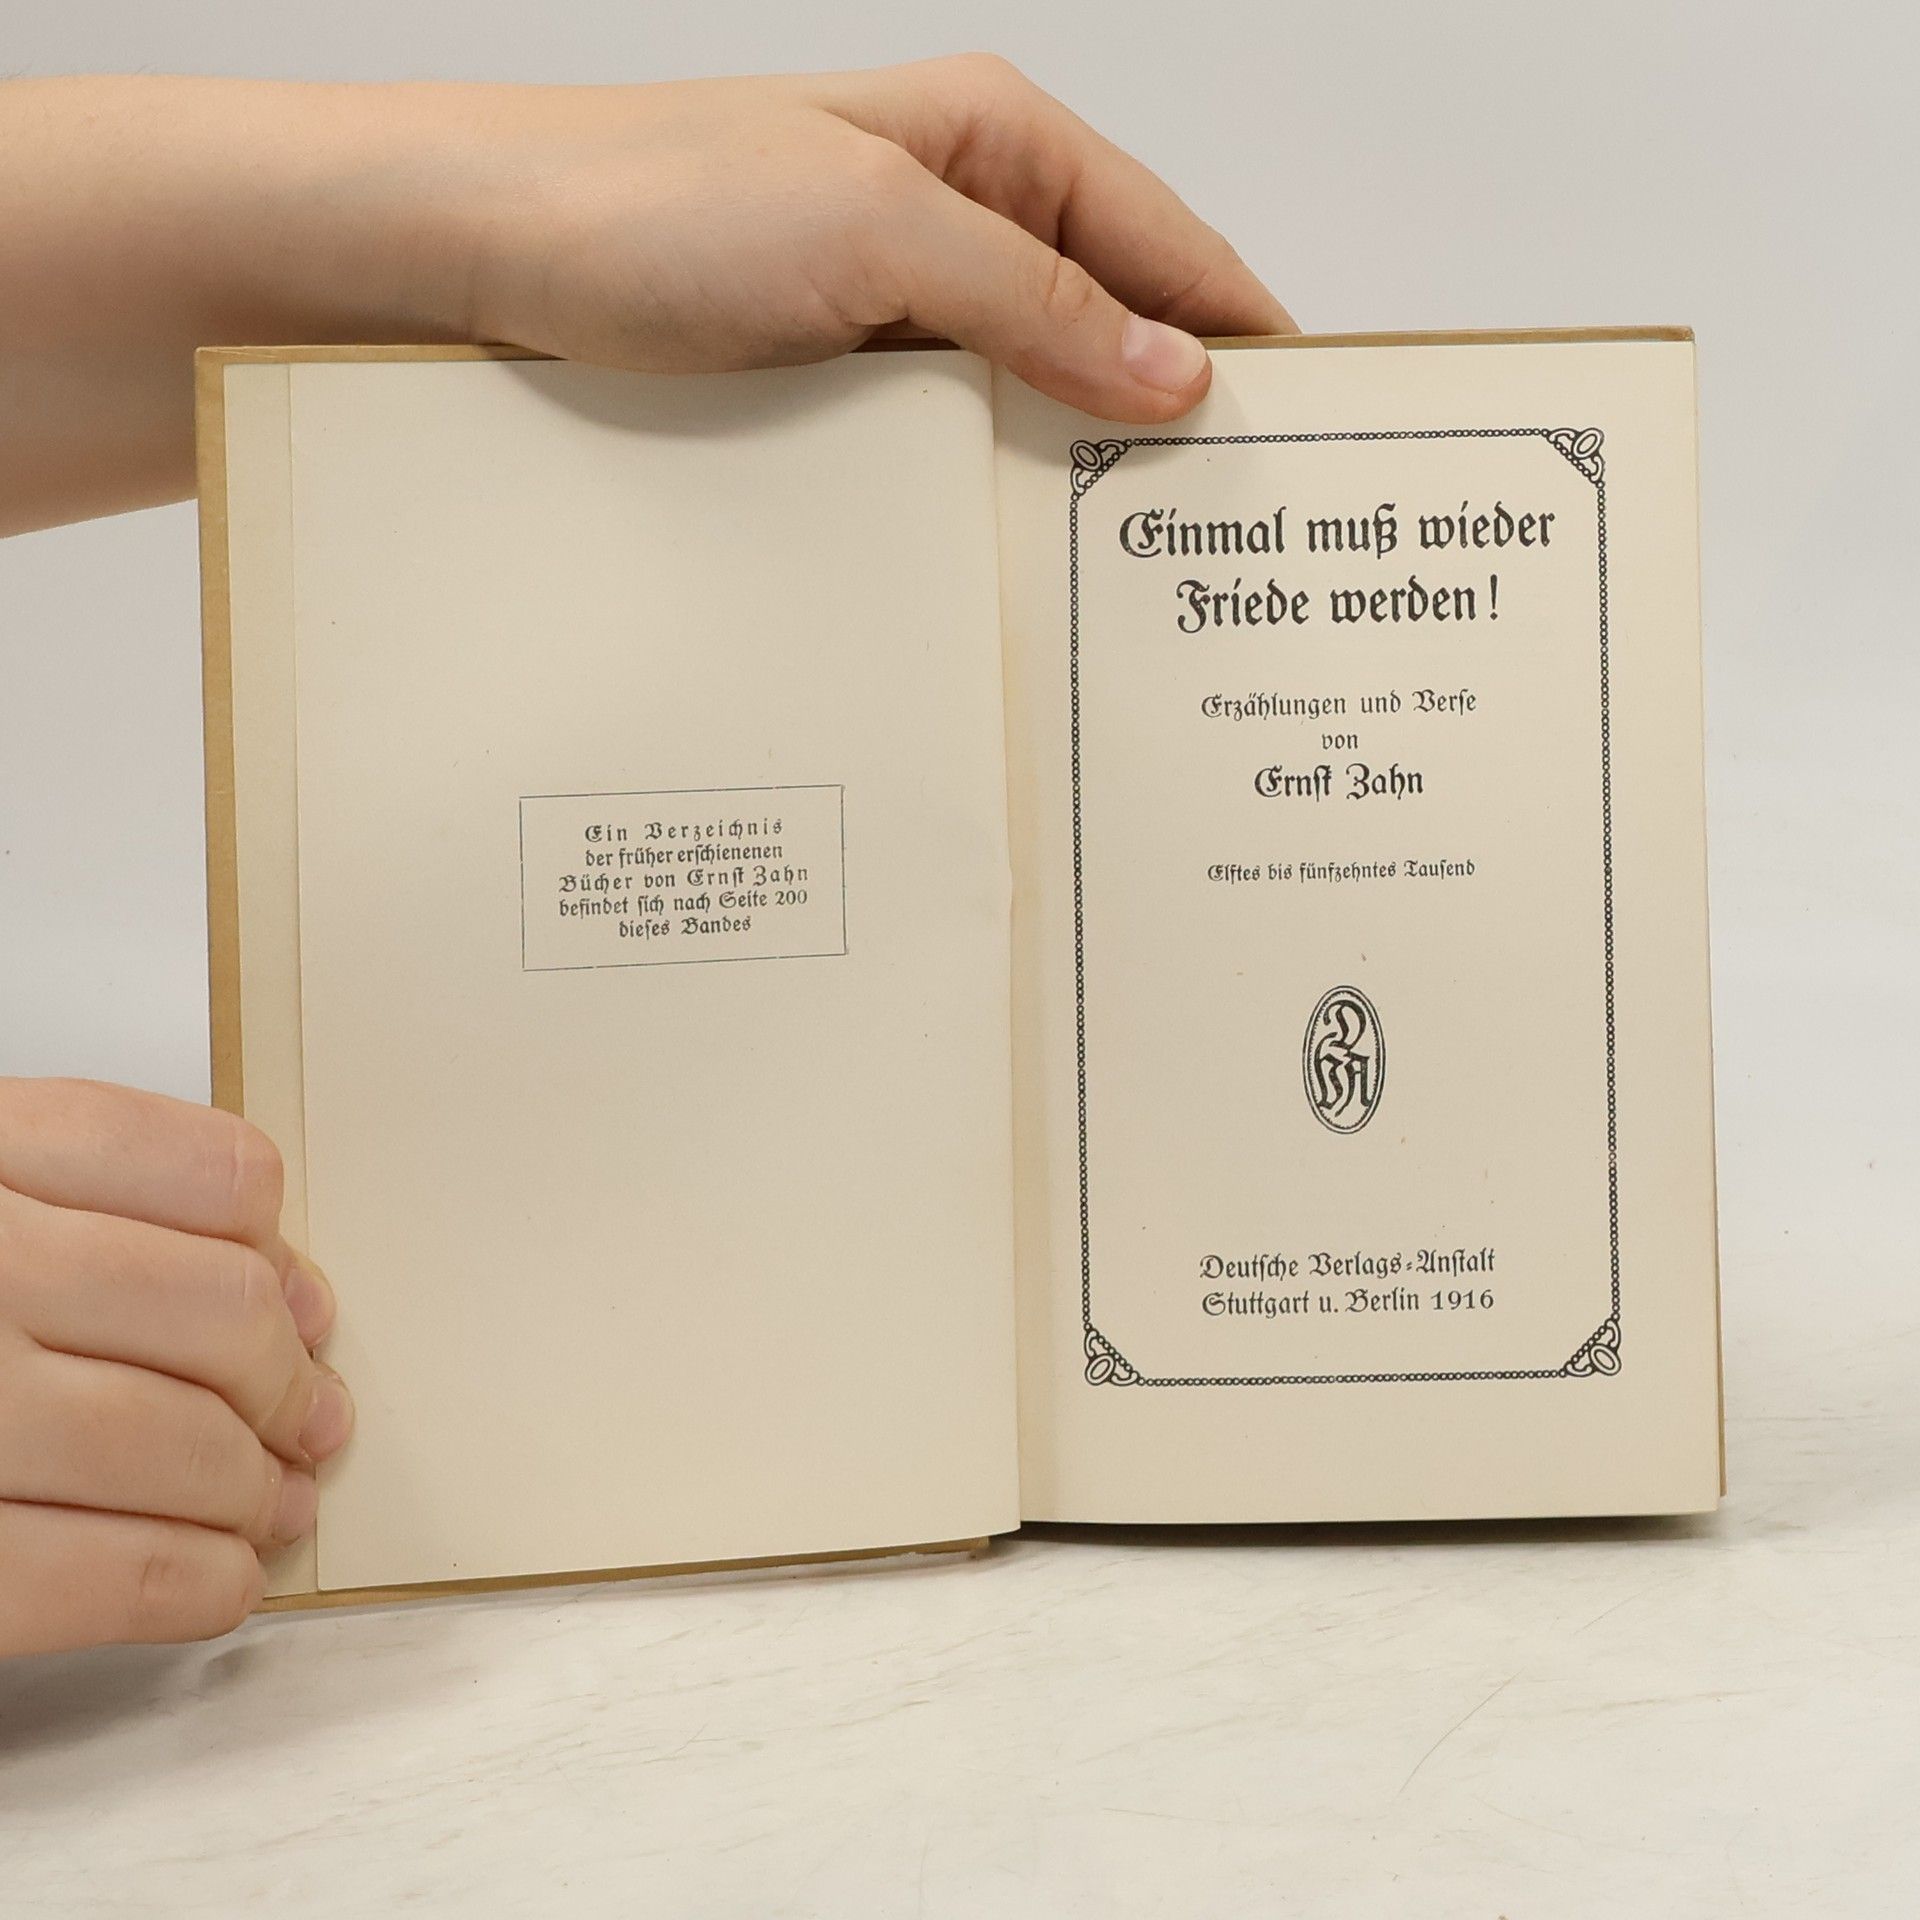 Ein Verzeichnis
der früher erſchienenen
Bücher von Ernſt Zahn
befindet ſich nach Seite 200
dieſes Bandes
Einmal muß wieder
Friede werden!
Erzählungen und Verſe
von
Ernſt Zahn
Elftes bis fünfzehntes Tauſend
DVA
Deutſche Verlags-Anſtalt
Stuttgart u. Berlin 1916